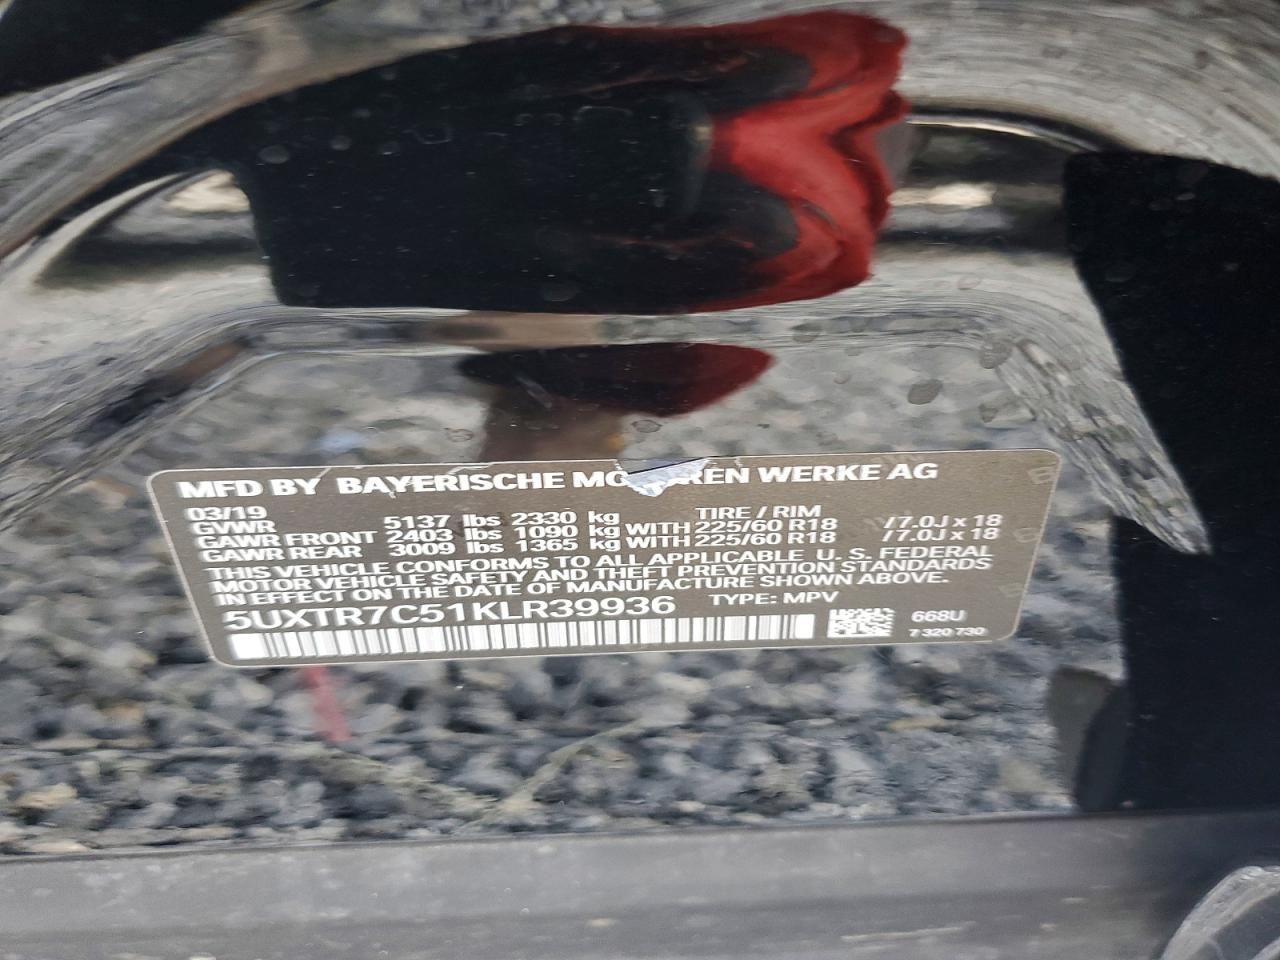 MFD BY BAYERISCHE MOTOREN WERKE AG
03/19 TIRE / RIM
GVWR 5137 lbs 2330 kg
GAWR FRONT 2403 lbs 1090 kg WITH 225/60 R18 / 7.0J x 18
GAWR REAR 3009 lbs 1365 kg WITH 225/60 R18 / 7.0J x 18
THIS VEHICLE CONFORMS TO ALL APPLICABLE U. S. FEDERAL
MOTOR VEHICLE SAFETY AND THEFT PREVENTION STANDARDS
IN EFFECT ON THE DATE OF MANUFACTURE SHOWN ABOVE.
5UXTR7C51KLR39936 TYPE: MPV
668U
7 320 730